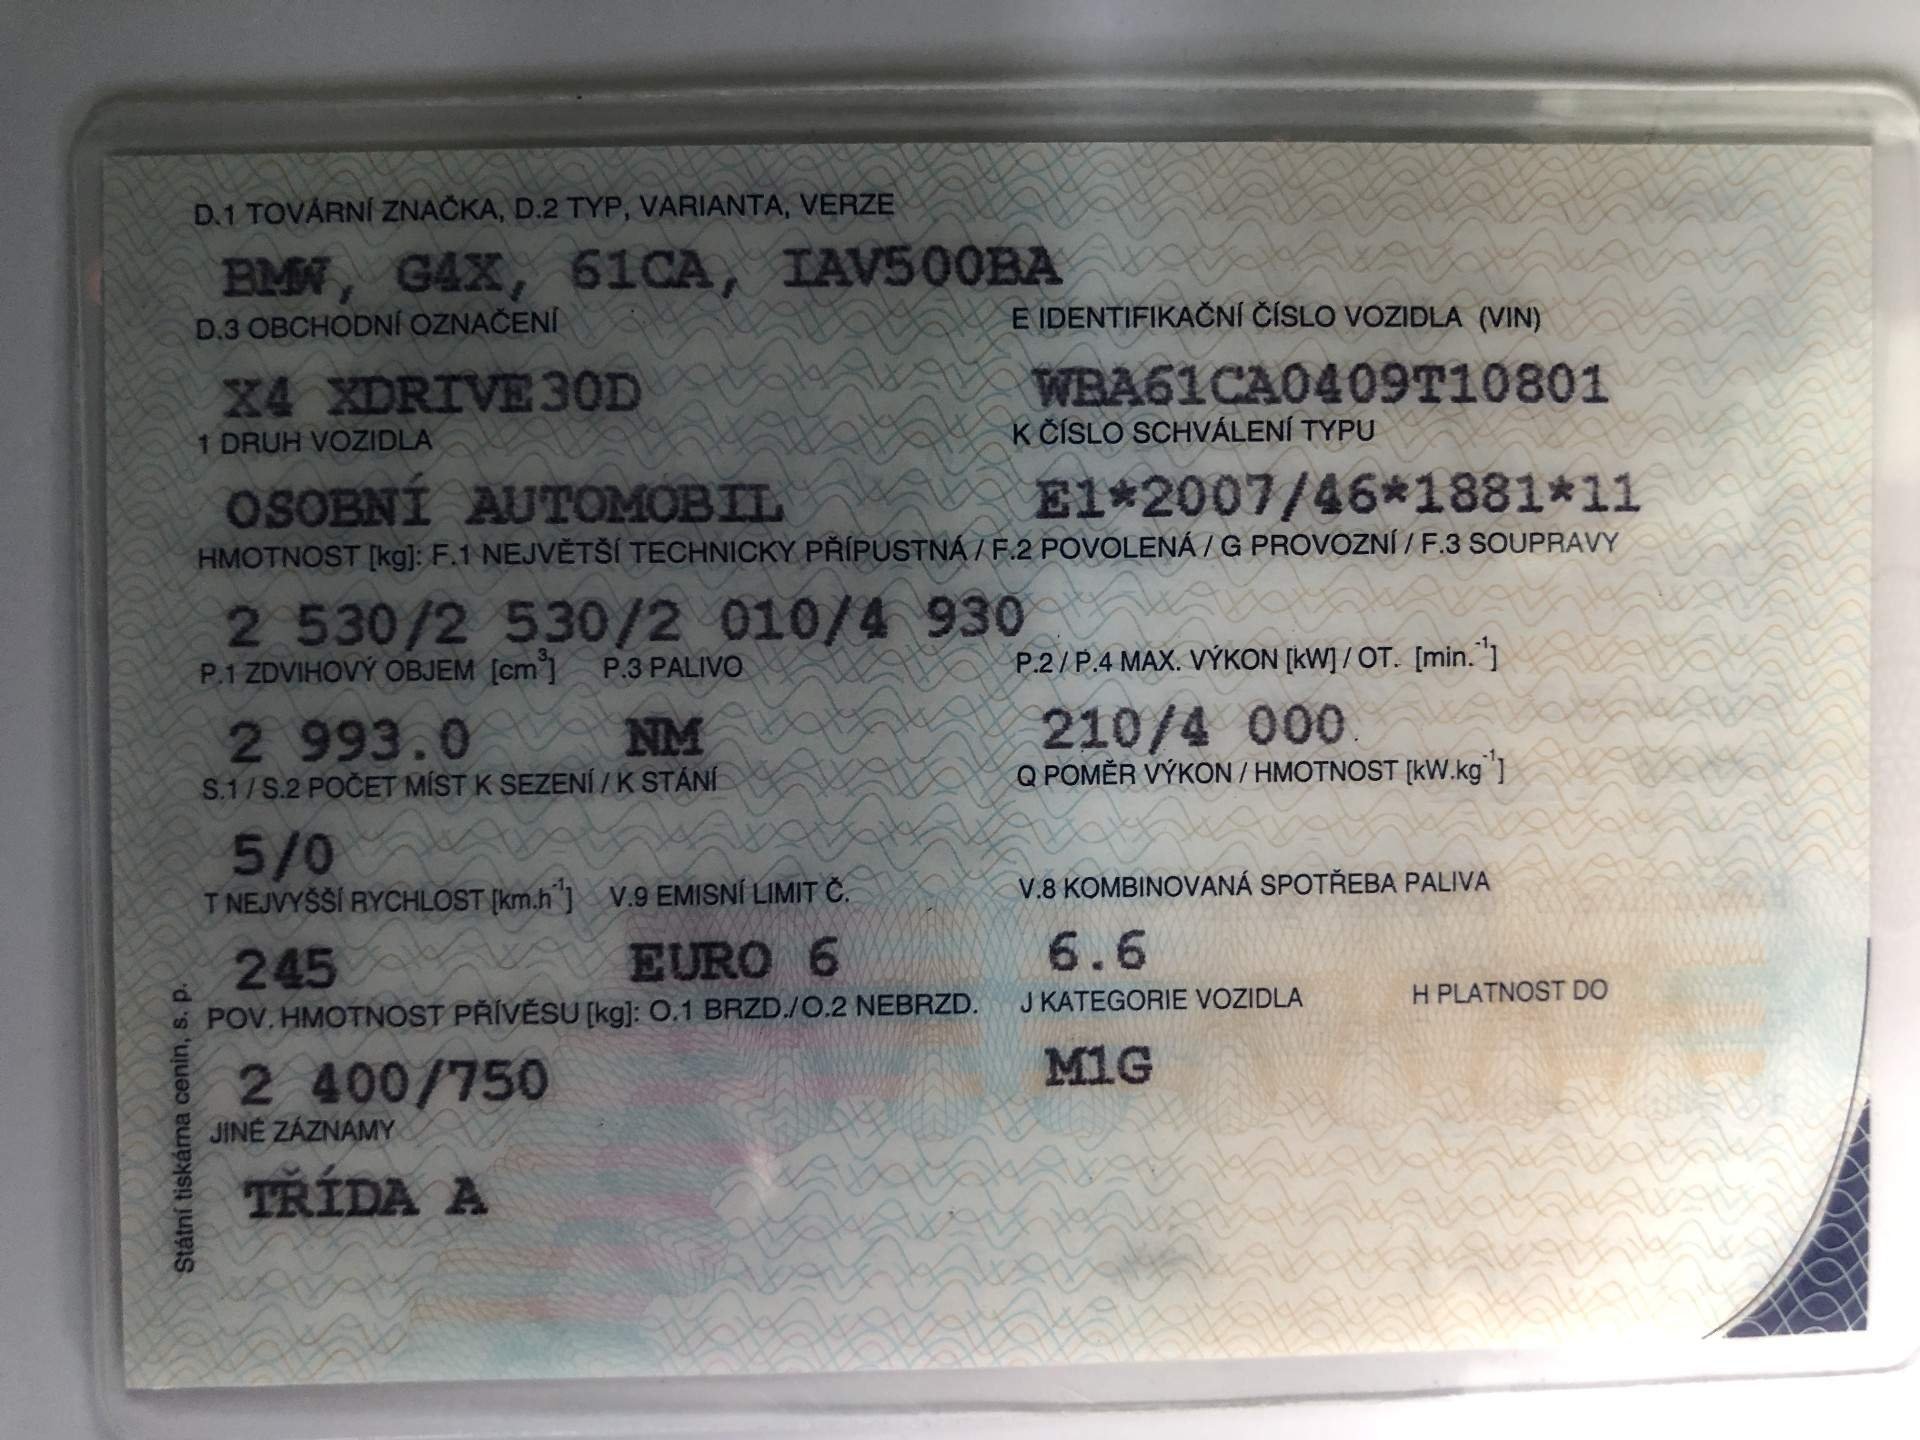 D.1 TOVÁRNÍ ZNAČKA, D.2 TYP, VARIANTA, VERZE
BMW, G4X, 61CA, IAV500BA
D.3 OBCHODNÍ OZNAČENÍ E IDENTIFIKAČNÍ ČÍSLO VOZIDLA (VIN)
X4 XDRIVE30D WBA61CA0409T10801
1 DRUH VOZIDLA K ČÍSLO SCHVÁLENÍ TYPU
OSOBNÍ AUTOMOBIL E1*2007/46*1881*11
HMOTNOST [kg]: F.1 NEJVĚTŠÍ TECHNICKY PŘÍPUSTNÁ / F.2 POVOLENÁ / G PROVOZNÍ / F.3 SOUPRAVY
2 530/2 530/2 010/4 930
P.1 ZDVIHOVÝ OBJEM [cm³] P.3 PALIVO P.2 / P.4 MAX. VÝKON [kW] / OT. [min.⁻¹]
2 993.0 NM 210/4 000
S.1 / S.2 POČET MÍST K SEZENÍ / K STÁNÍ Q POMĚR VÝKON / HMOTNOST [kW.kg⁻¹]
5/0
T NEJVYŠŠÍ RYCHLOST [km.h⁻¹] V.9 EMISNÍ LIMIT Č. V.8 KOMBINOVANÁ SPOTŘEBA PALIVA
245 EURO 6 6.6
POV. HMOTNOST PŘÍVĚSU [kg]: O.1 BRZD./O.2 NEBRZD. J KATEGORIE VOZIDLA H PLATNOST DO
2 400/750 M1G
JINÉ ZÁZNAMY
TŘÍDA A
Státní tiskárna cenin, s. p.